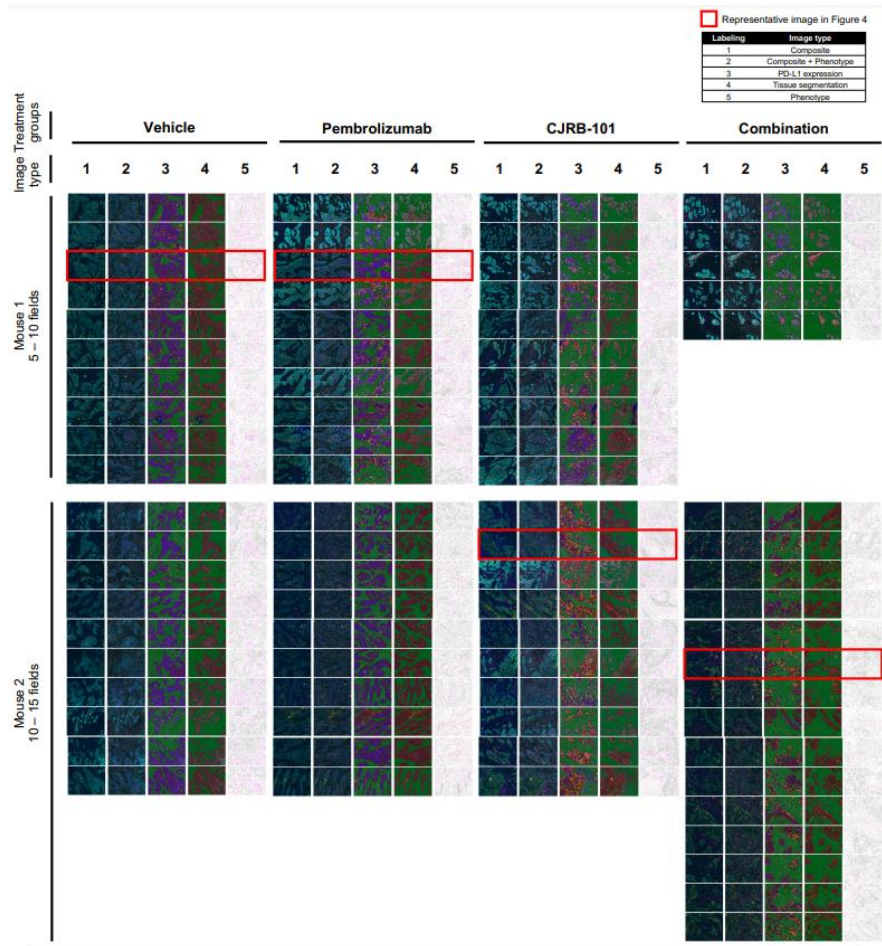 Representative image in Figure 4
Labeling Image type
1 Composite
2 Composite + Phenotype
3 PD-L1 expression
4 Tissue segmentation
5 Phenotype
Treatment groups
Vehicle Pembrolizumab CJRB-101 Combination
Image type
1 2 3 4 5 1 2 3 4 5 1 2 3 4 5 1 2 3 4 5
Mouse 1
5 – 10 fields
Mouse 2
10 – 15 fields